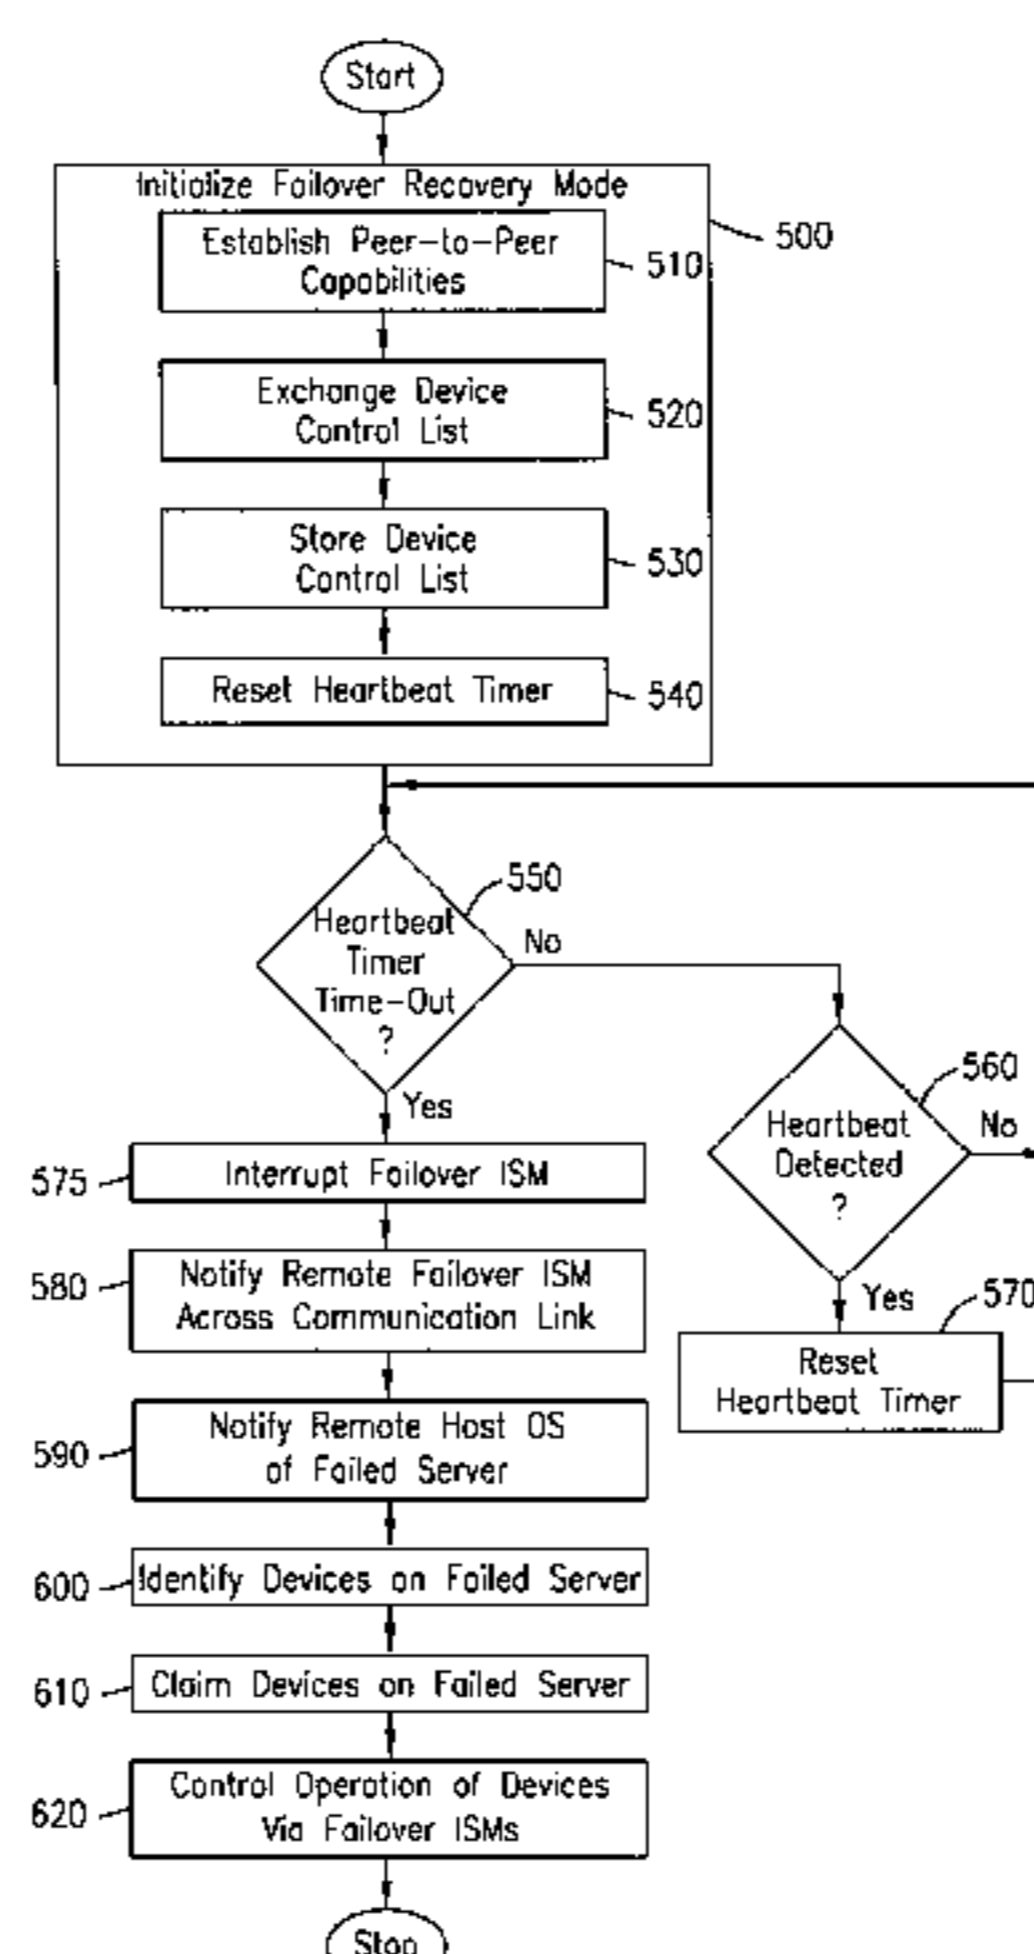 Start
Initialize Failover Recovery Mode
500
Establish Peer-to-Peer
Capabilities
510
Exchange Device
Control List
520
Store Device
Control List
530
Reset Heartbeat Timer
540
550
Heartbeat
Timer
Time-Out
?
No
Yes
560
Heartbeat
Detected
?
No
Yes
570
Reset
Heartbeat Timer
575
Interrupt Failover ISM
580
Notify Remote Failover ISM
Across Communication Link
590
Notify Remote Host OS
of Failed Server
600
Identify Devices on Failed Server
610
Claim Devices on Failed Server
620
Control Operation of Devices
Via Failover ISMs
Stop